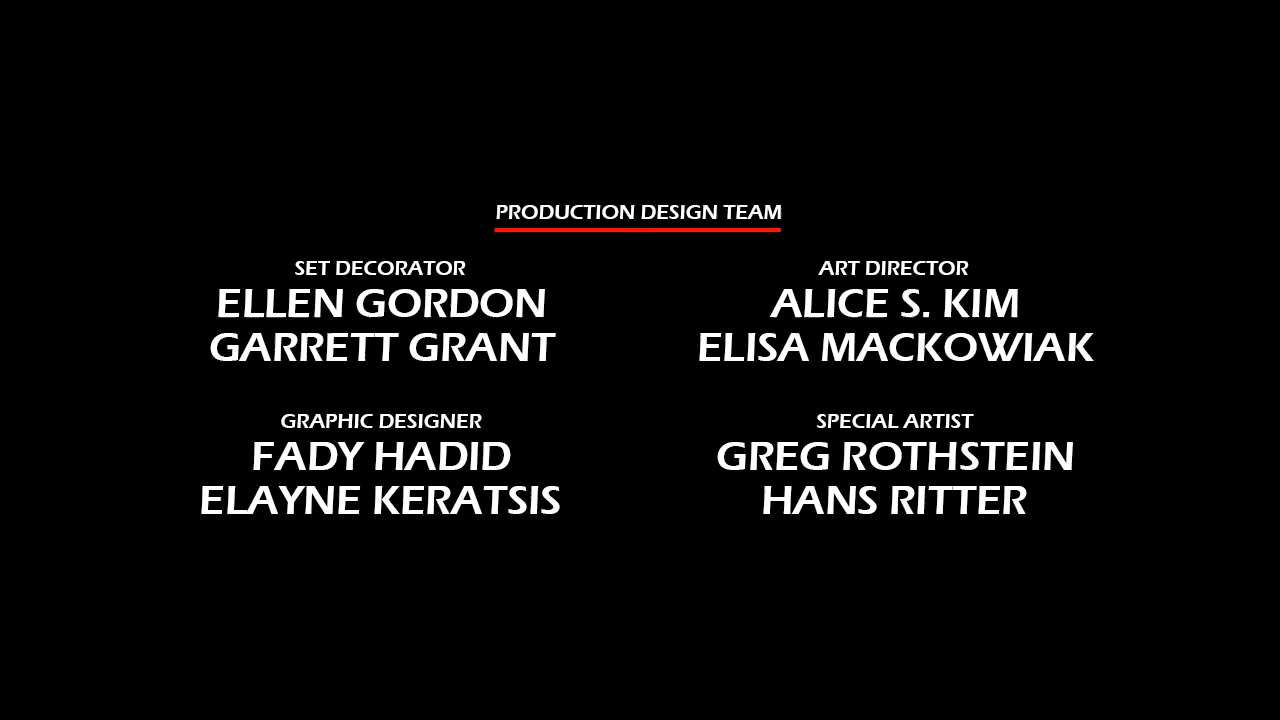 PRODUCTION DESIGN TEAM
SET DECORATOR
ELLEN GORDON
GARRETT GRANT
ART DIRECTOR
ALICE S. KIM
ELISA MACKOWIAK
GRAPHIC DESIGNER
FADY HADID
ELAYNE KERATSIS
SPECIAL ARTIST
GREG ROTHSTEIN
HANS RITTER